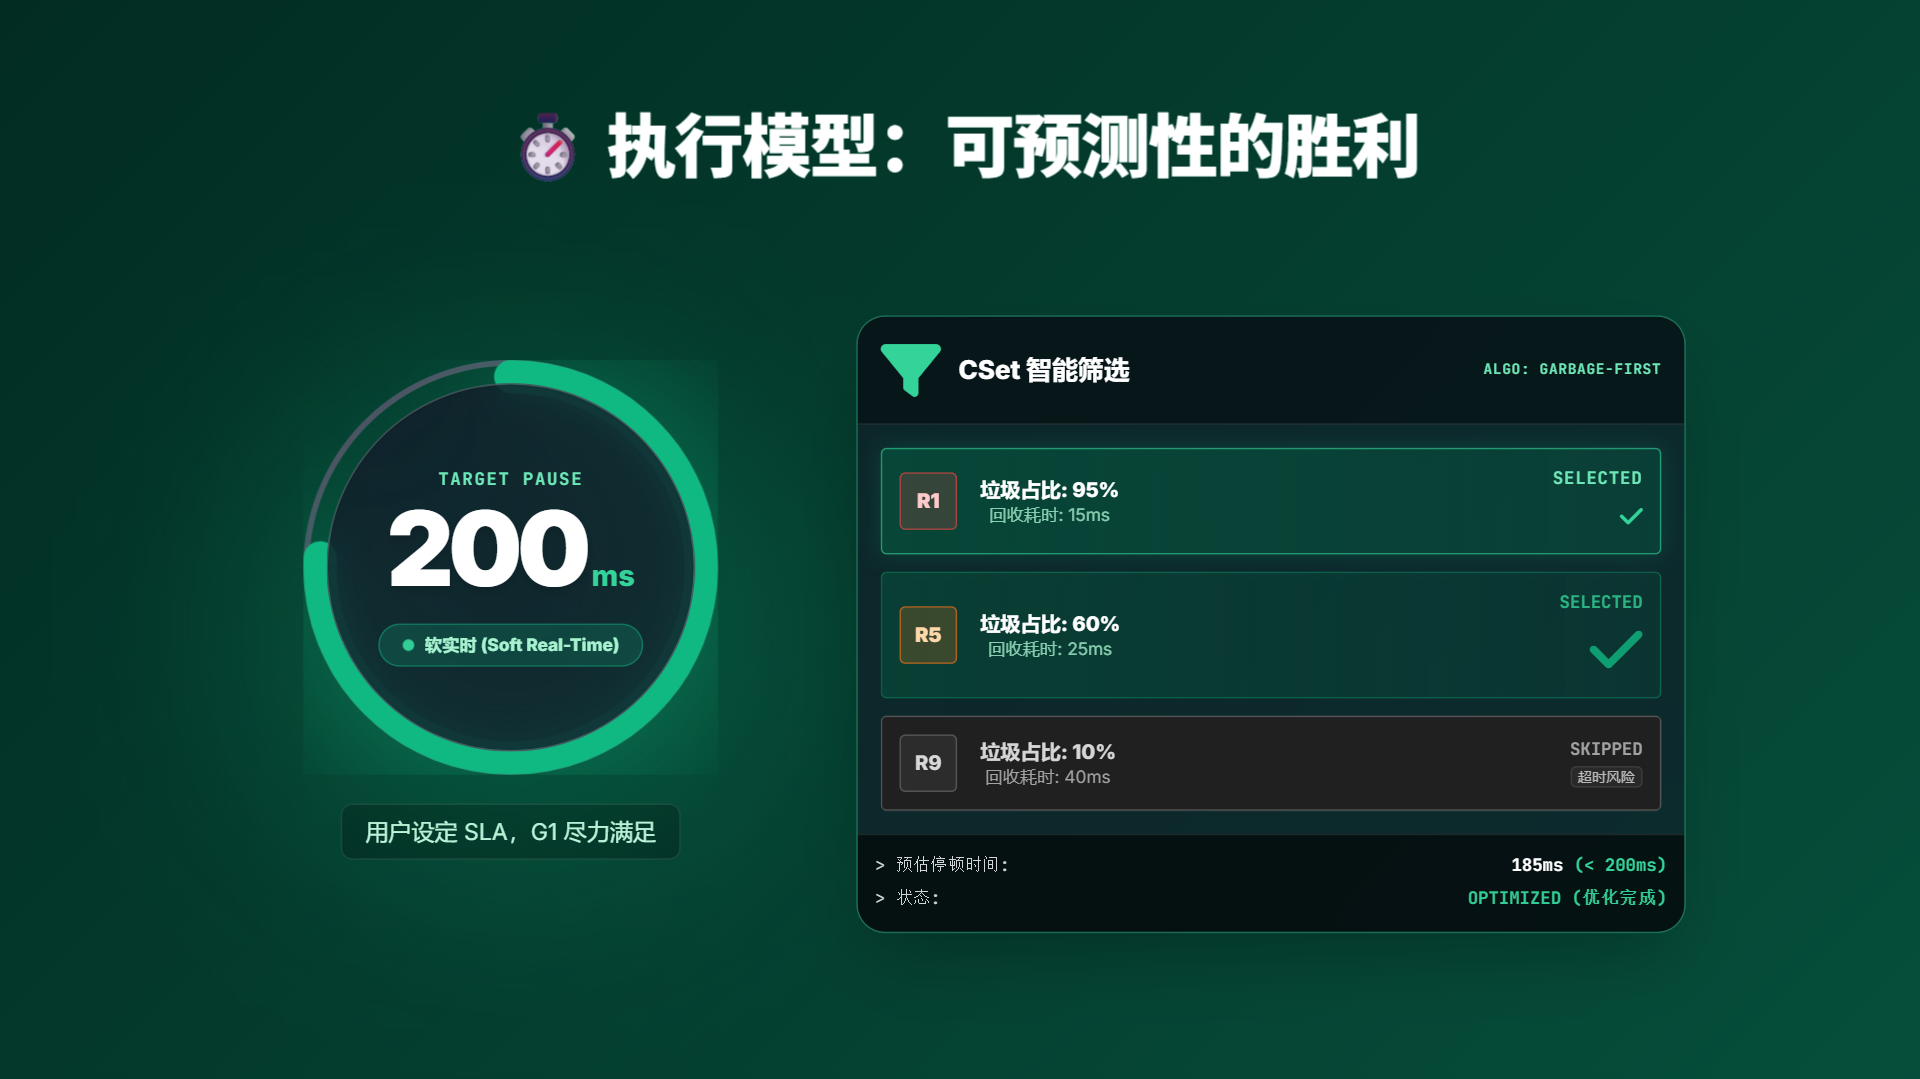 执行模型：可预测性的胜利
TARGET PAUSE
200ms
软实时 (Soft Real-Time)
用户设定 SLA，G1 尽力满足
CSet 智能筛选
ALGO: GARBAGE-FIRST
R1
垃圾占比: 95%
回收耗时: 15ms
SELECTED
R5
垃圾占比: 60%
回收耗时: 25ms
SELECTED
R9
垃圾占比: 10%
回收耗时: 40ms
SKIPPED
超时风险
> 预估停顿时间:
185ms (< 200ms)
> 状态:
OPTIMIZED (优化完成)